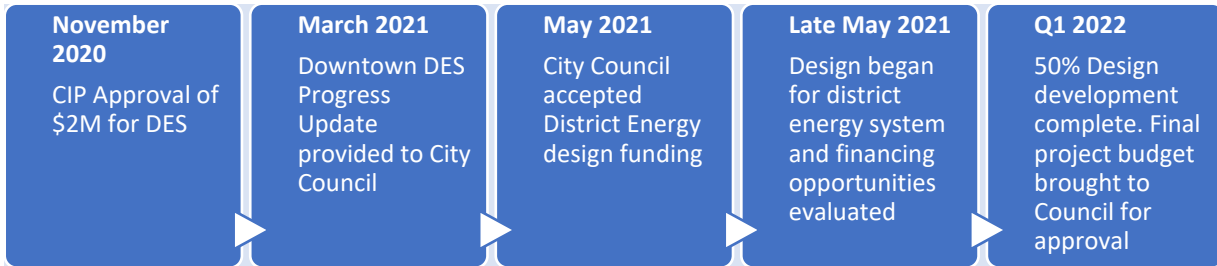 November
2020
CIP Approval of
$2M for DES
March 2021
Downtown DES
Progress
Update
provided to City
Council
May 2021
City Council
accepted
District Energy
design funding
Late May 2021
Design began
for district
energy system
and financing
opportunities
evaluated
Q1 2022
50% Design
development
complete. Final
project budget
brought to
Council for
approval